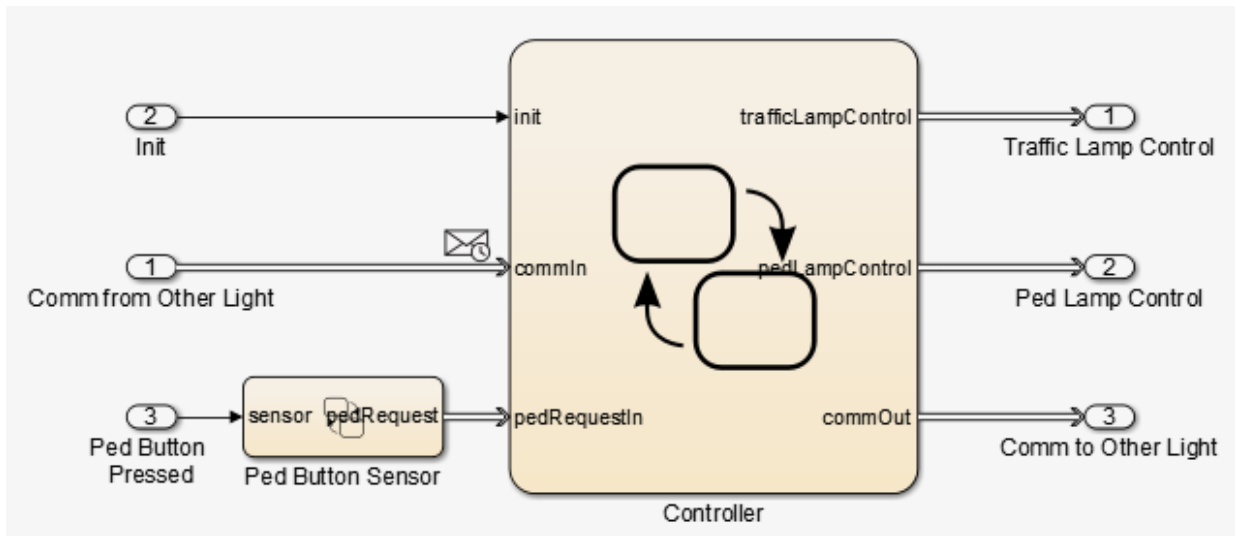 2
Init
init
trafficLampControl
1
Traffic Lamp Control
1
Comm from Other Light
commIn
pedLampControl
2
Ped Lamp Control
3
Ped Button
Pressed
sensor pedRequest
Ped Button Sensor
pedRequestIn
commOut
3
Comm to Other Light
Controller